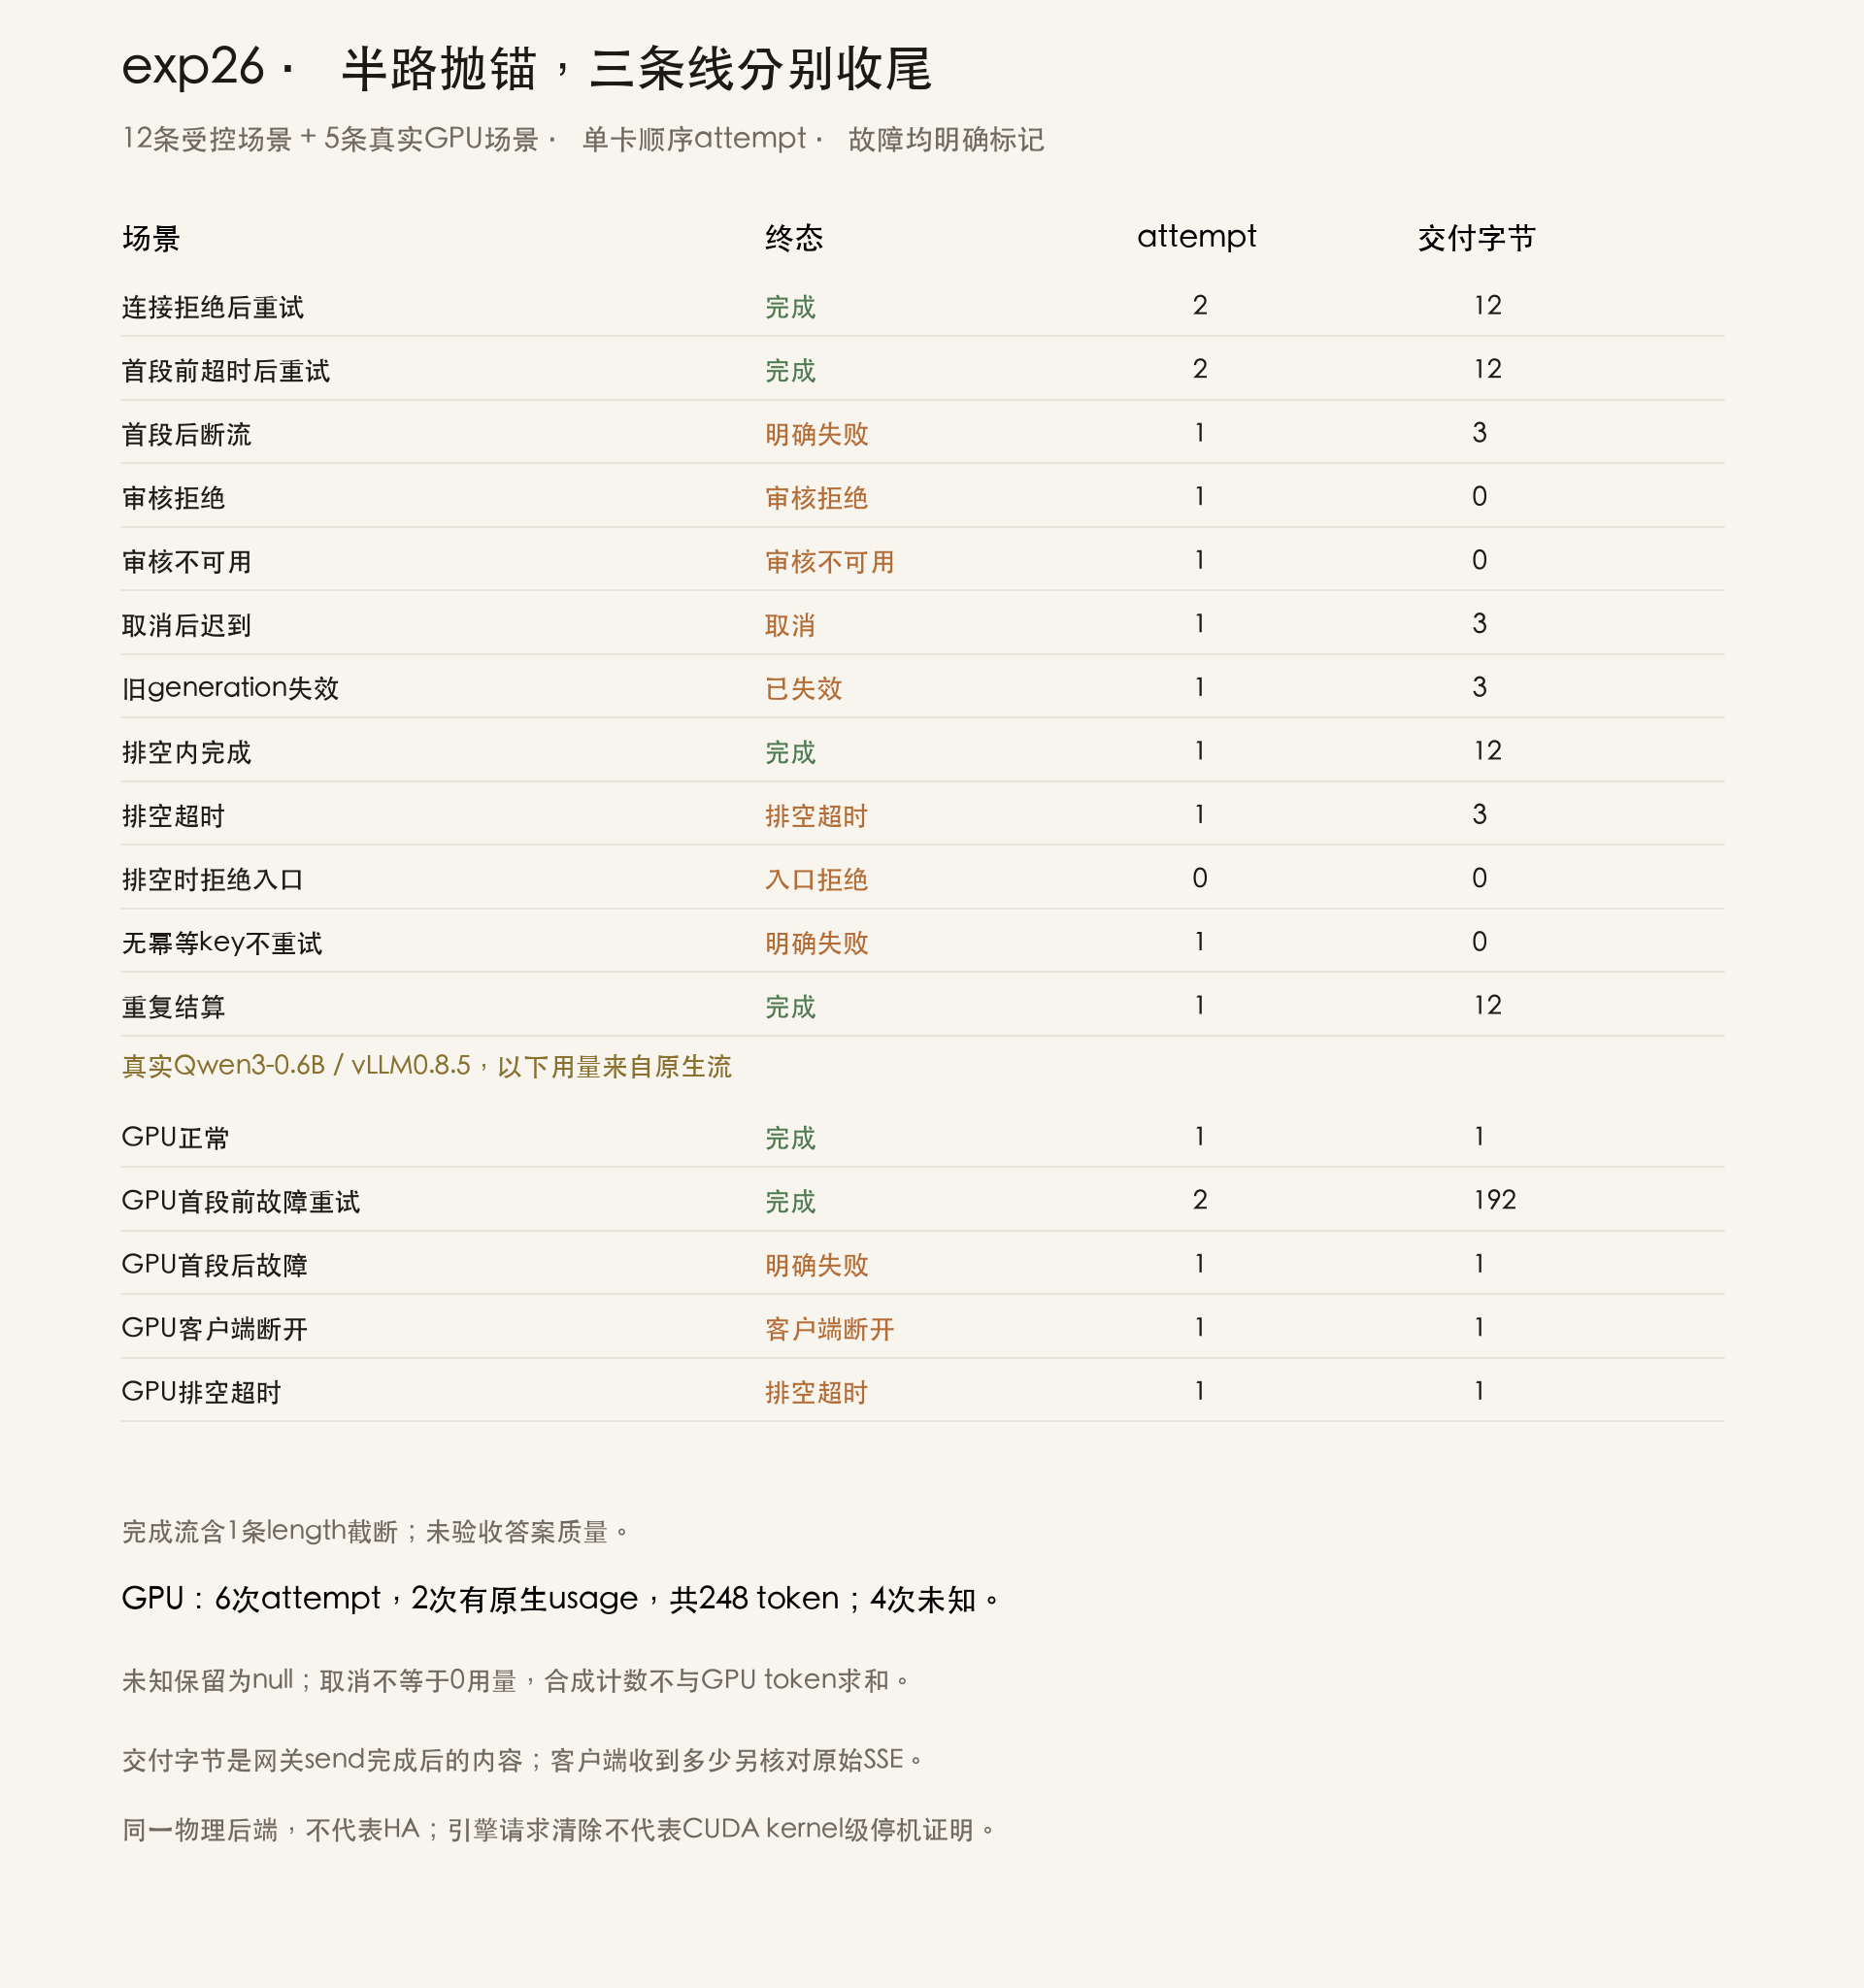 exp26 · 半路抛锚，三条线分别收尾
12条受控场景 + 5条真实GPU场景 · 单卡顺序attempt · 故障均明确标记
场景 终态 attempt 交付字节
连接拒绝后重试 完成 2 12
首段前超时后重试 完成 2 12
首段后断流 明确失败 1 3
审核拒绝 审核拒绝 1 0
审核不可用 审核不可用 1 0
取消后迟到 取消 1 3
旧generation失效 已失效 1 3
排空内完成 完成 1 12
排空超时 排空超时 1 3
排空时拒绝入口 入口拒绝 0 0
无幂等key不重试 明确失败 1 0
重复结算 完成 1 12
真实Qwen3-0.6B / vLLM0.8.5，以下用量来自原生流
GPU正常 完成 1 1
GPU首段前故障重试 完成 2 192
GPU首段后故障 明确失败 1 1
GPU客户端断开 客户端断开 1 1
GPU排空超时 排空超时 1 1
完成流含1条length截断；未验收答案质量。
GPU：6次attempt，2次有原生usage，共248 token；4次未知。
未知保留为null；取消不等于0用量，合成计数不与GPU token求和。
交付字节是网关send完成后的内容；客户端收到多少另核对原始SSE。
同一物理后端，不代表HA；引擎请求清除不代表CUDA kernel级停机证明。